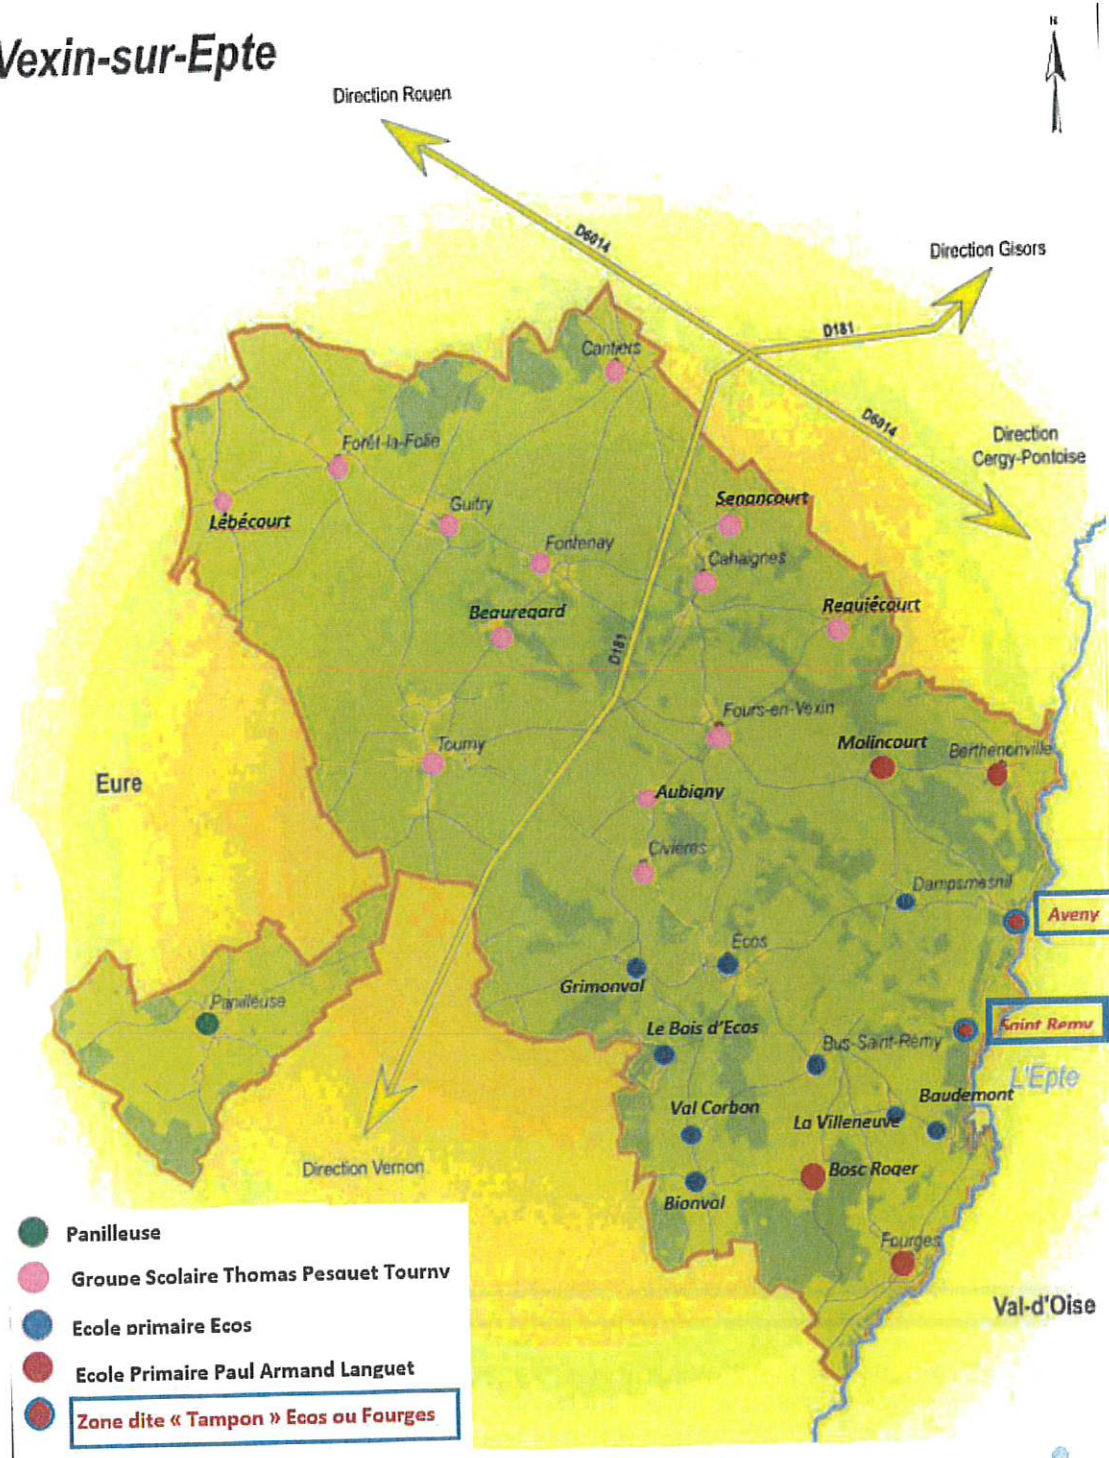 Vexin-sur-Epte
N
Direction Rouen
D6014
Direction Gisors
D181
D6014
Direction
Cergy-Pontoise
Cantiers
Forêt-la-Folie
Lébécourt
Guitry
Senancourt
Fontenay
Cahaignes
Beauregard
Requiécourt
D181
Fours-en-Vexin
Tourny
Molincourt
Berthenonville
Eure
Aubigny
Civières
Dampsmesnil
Aveny
Ecos
Grimonval
Panilleuse
Saint Remy
Le Bois d'Ecos
Bus-Saint-Rémy
L'Epte
Baudemont
Val Corbon
La Villeneuve
Direction Vernon
Bosc Roger
Bionval
Fourges
Val-d'Oise
Panilleuse
Groupe Scolaire Thomas Pesquet Tourny
Ecole primaire Ecos
Ecole Primaire Paul Armand Languet
Zone dite « Tampon » Ecos ou Fourges